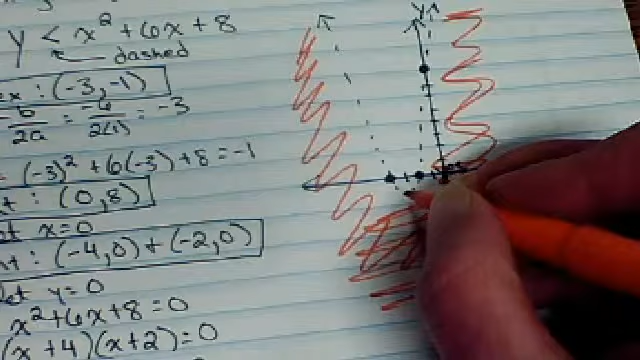 y < x² + 6x + 8
dashed
: (-3, -1)
-b/2a = -6/2(1) = -3
= (-3)² + 6(-3) + 8 = -1
: (0, 8)
x = 0
: (-4, 0) + (-2, 0)
let y = 0
x² + 6x + 8 = 0
(x + 4)(x + 2) = 0
y